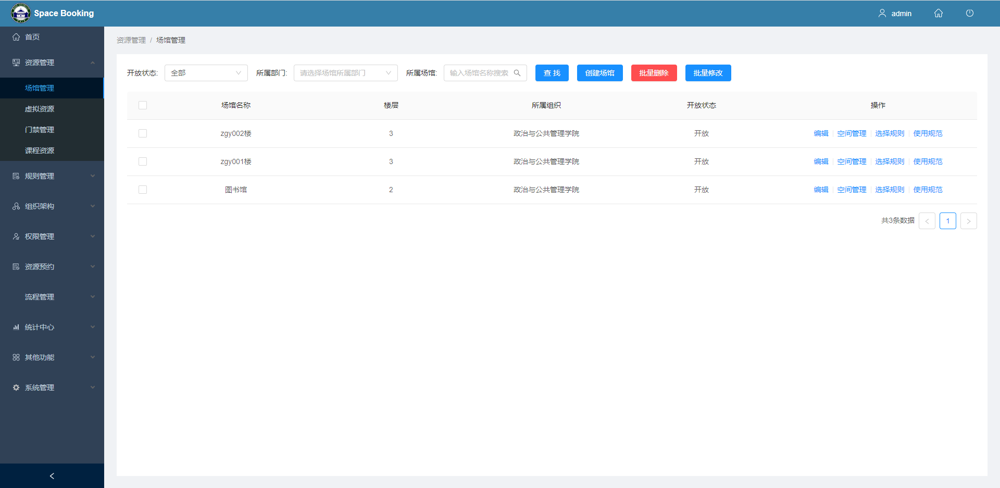 Space Booking
admin
首页
资源管理
场馆管理
虚拟资源
门禁管理
课程资源
规则管理
组织架构
权限管理
资源预约
流程管理
统计中心
其他功能
系统管理
资源管理 / 场馆管理
开放状态: 全部 所属部门: 请选择场馆所属部门 所属场馆: 输入场馆名称搜索 查 找 创建场馆 批量删除 批量修改
场馆名称 楼层 所属组织 开放状态 操作
zgy002楼 3 政治与公共管理学院 开放 编辑 空间管理 选择规则 使用规范
zgy001楼 3 政治与公共管理学院 开放 编辑 空间管理 选择规则 使用规范
图书馆 2 政治与公共管理学院 开放 编辑 空间管理 选择规则 使用规范
共3条数据 < 1 >